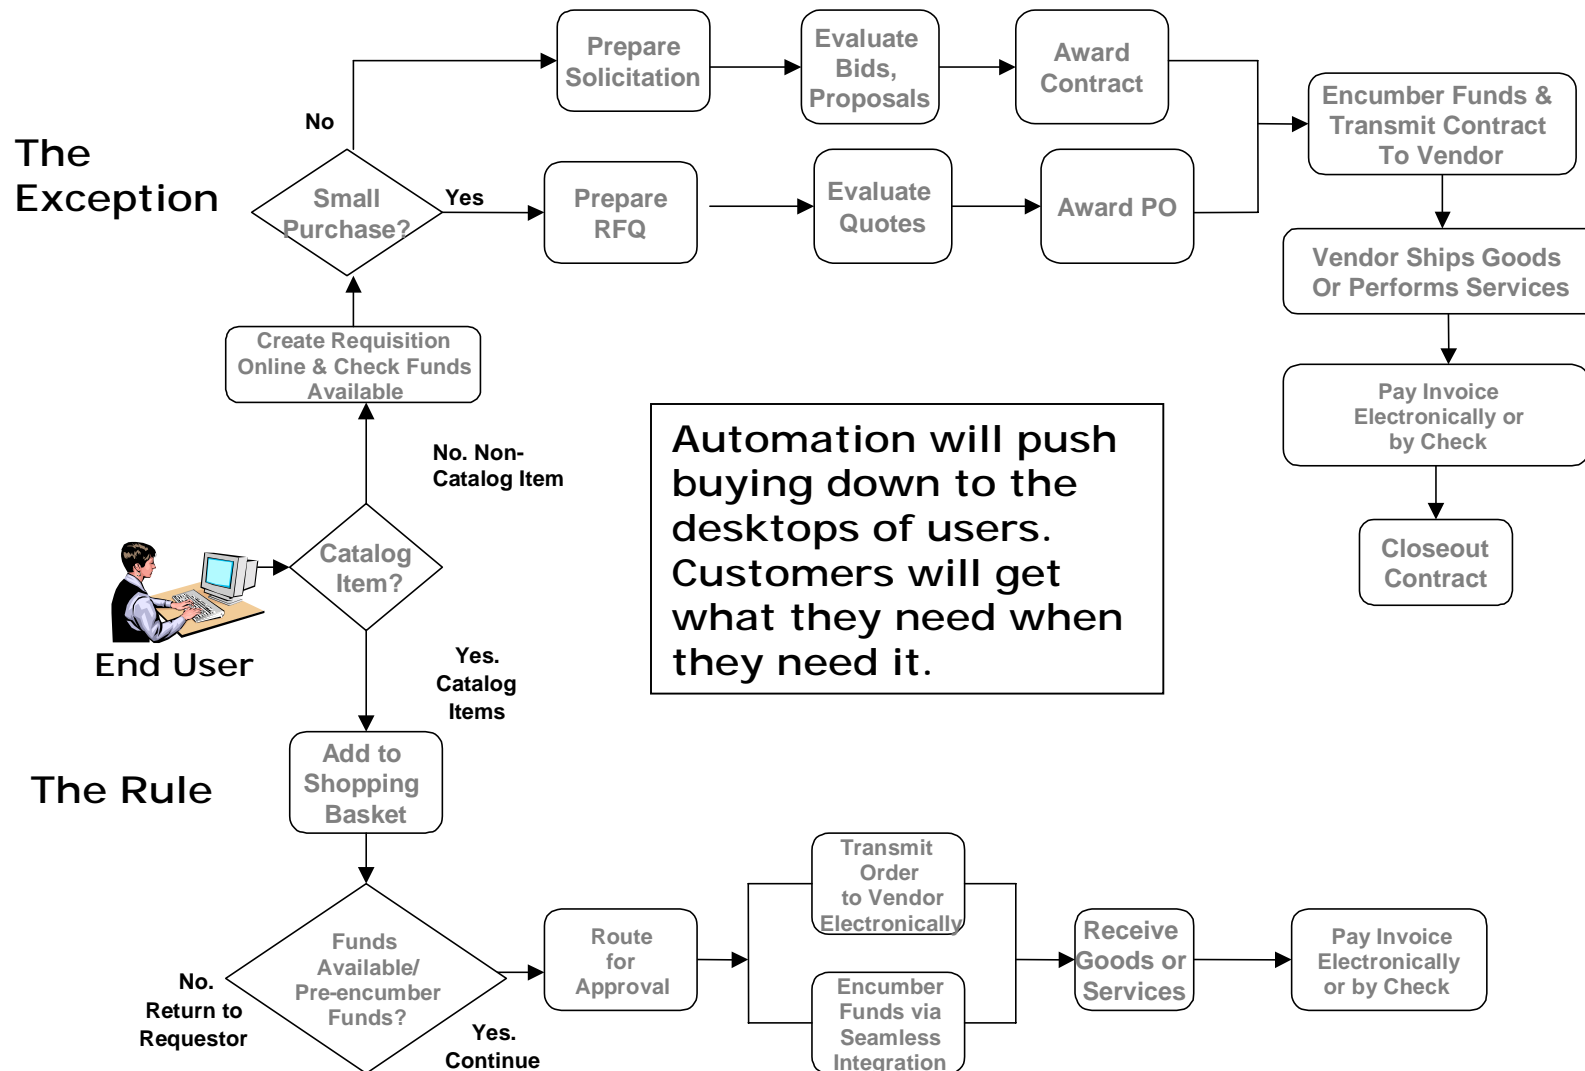 The
Exception
No
Small
Purchase?
Yes
Prepare
Solicitation
Evaluate
Bids,
Proposals
Award
Contract
Prepare
RFQ
Evaluate
Quotes
Award PO
Encumber Funds &
Transmit Contract
To Vendor
Vendor Ships Goods
Or Performs Services
Pay Invoice
Electronically or
by Check
Closeout
Contract
Create Requisition
Online & Check Funds
Available
No. Non-
Catalog Item
Catalog
Item?
End User
Automation will push
buying down to the
desktops of users.
Customers will get
what they need when
they need it.
Yes.
Catalog
Items
The Rule
Add to
Shopping
Basket
Funds
Available/
Pre-encumber
Funds?
No.
Return to
Requestor
Yes.
Continue
Route
for
Approval
Transmit
Order
to Vendor
Electronically
Encumber
Funds via
Seamless
Integration
Receive
Goods or
Services
Pay Invoice
Electronically
or by Check